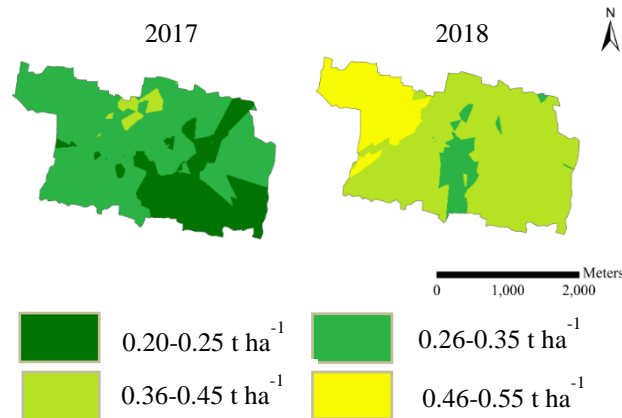 N
2017 2018
Meters
0 1,000 2,000
0.20-0.25 t ha⁻¹ 0.26-0.35 t ha⁻¹
0.36-0.45 t ha⁻¹ 0.46-0.55 t ha⁻¹